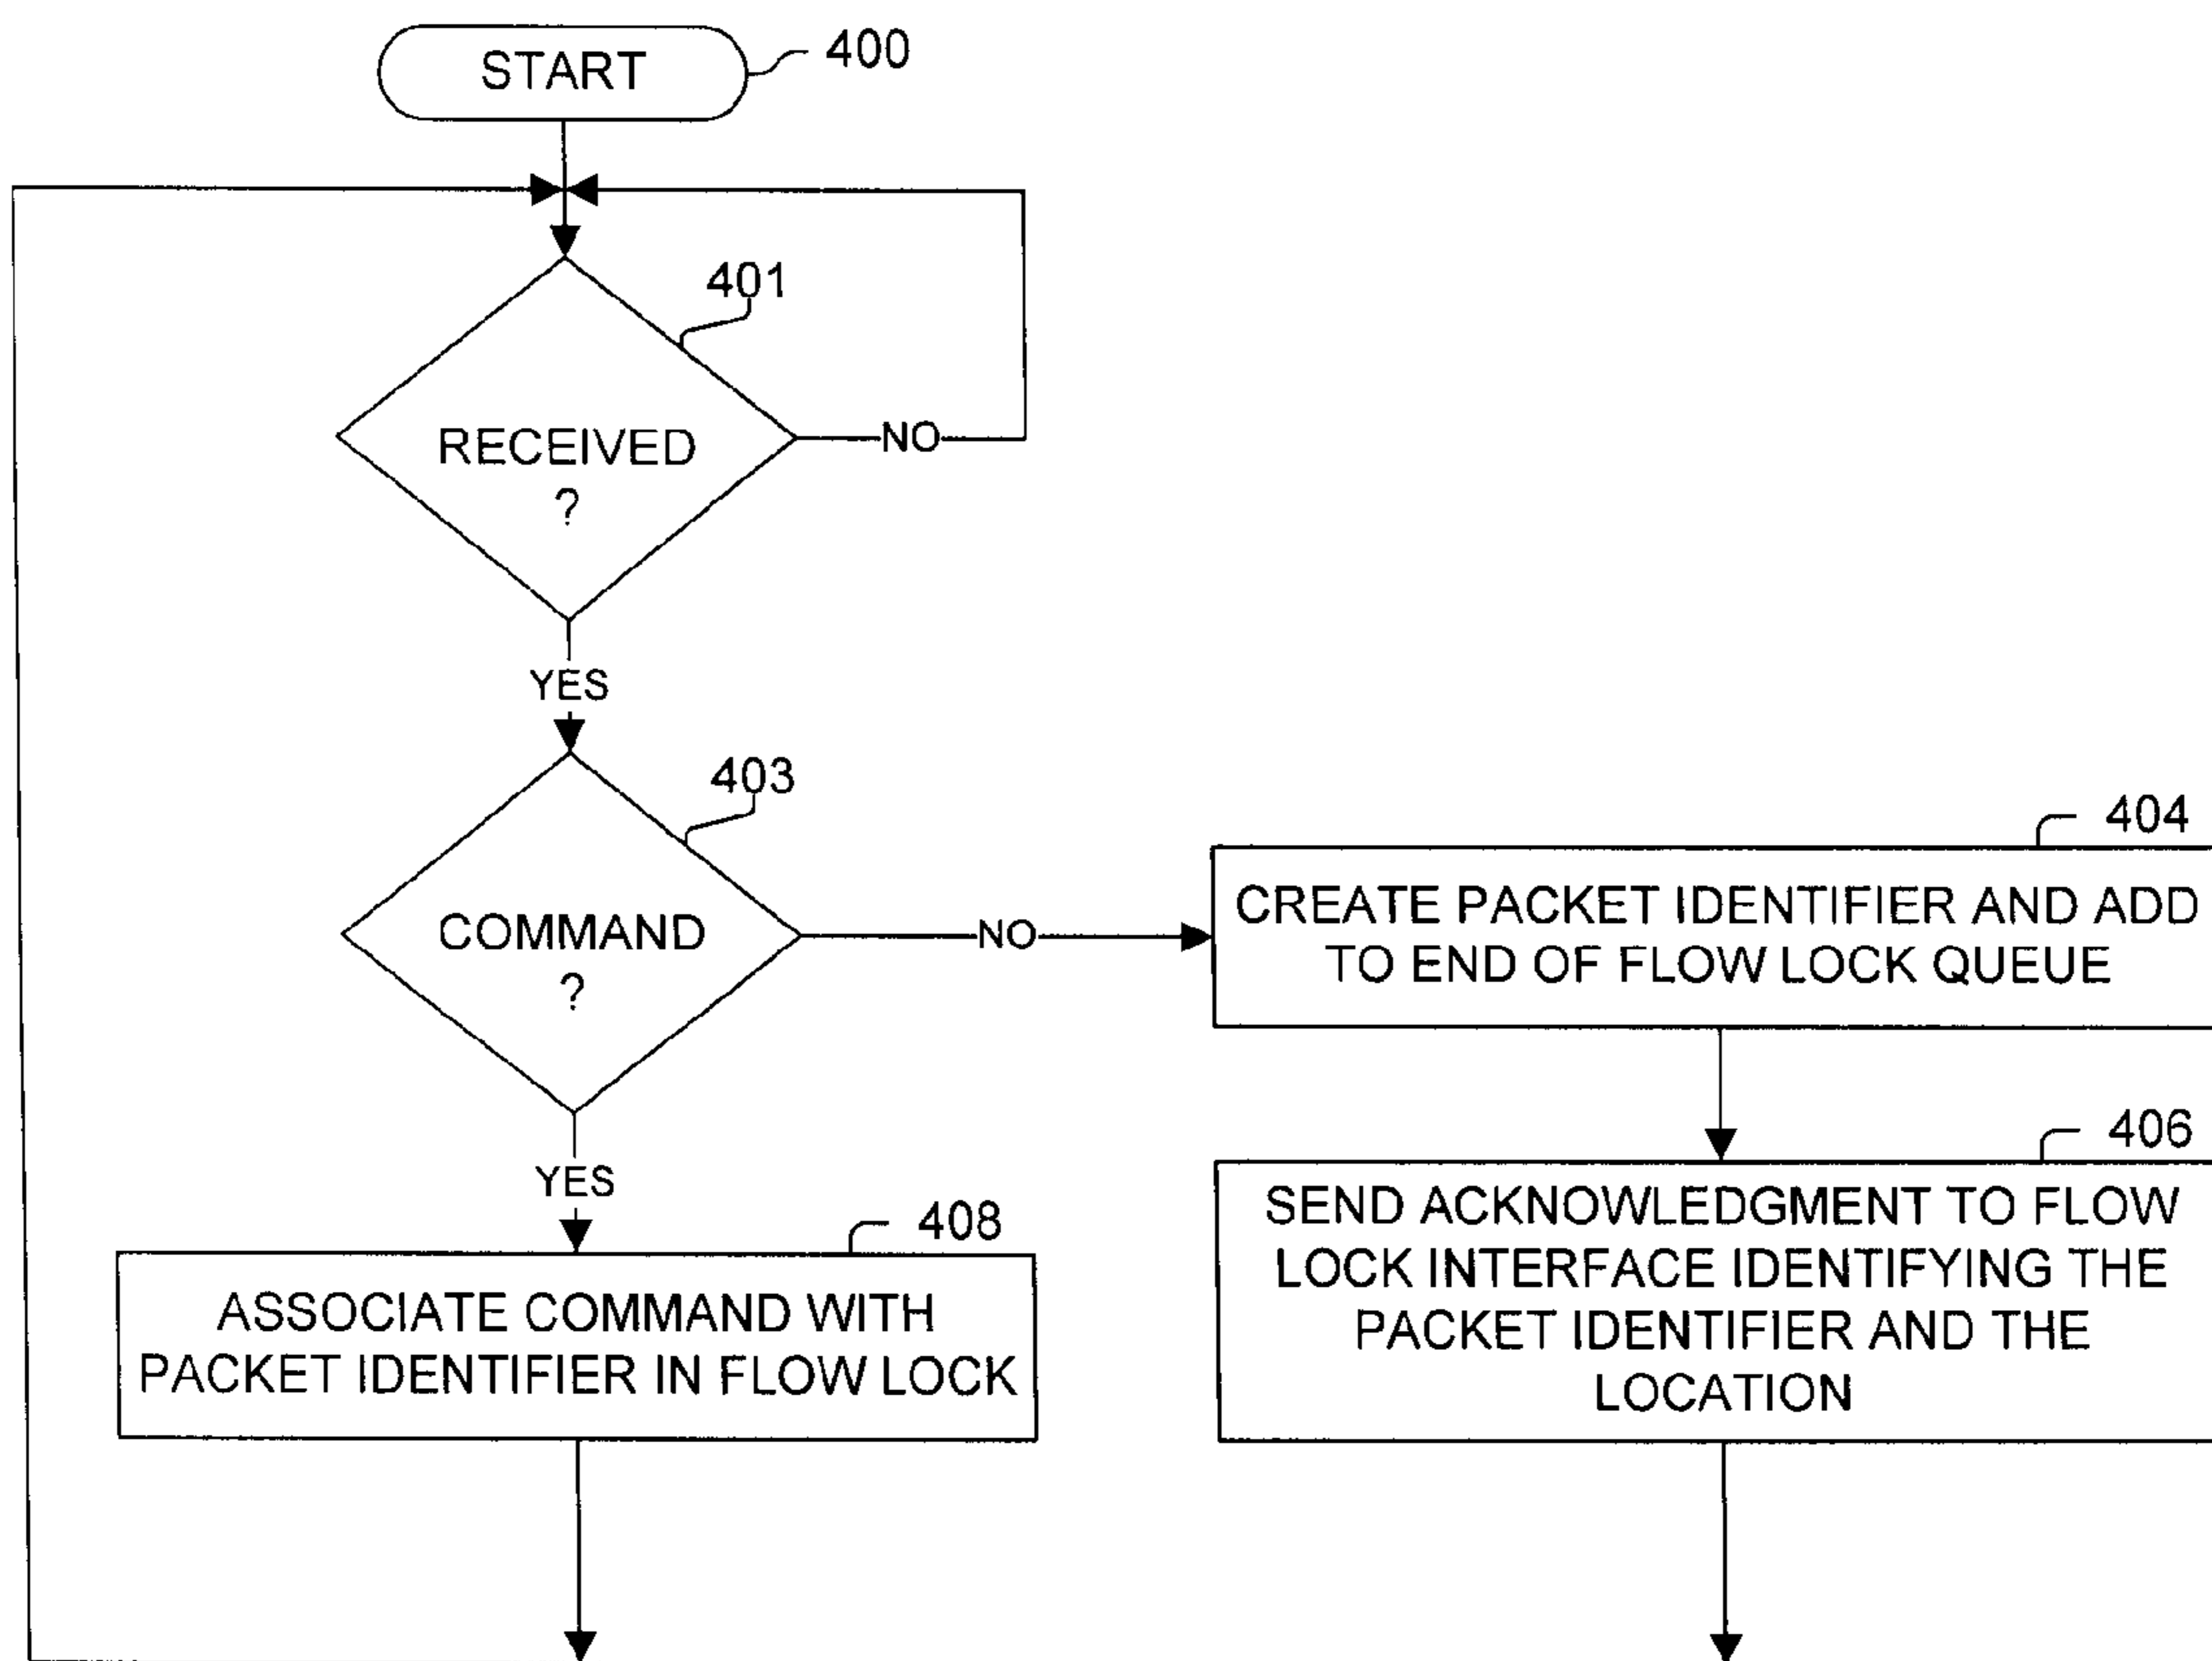 START
400
401
RECEIVED
?
NO
YES
403
COMMAND
?
NO
404
CREATE PACKET IDENTIFIER AND ADD
TO END OF FLOW LOCK QUEUE
YES
406
SEND ACKNOWLEDGMENT TO FLOW
LOCK INTERFACE IDENTIFYING THE
PACKET IDENTIFIER AND THE
LOCATION
408
ASSOCIATE COMMAND WITH
PACKET IDENTIFIER IN FLOW LOCK